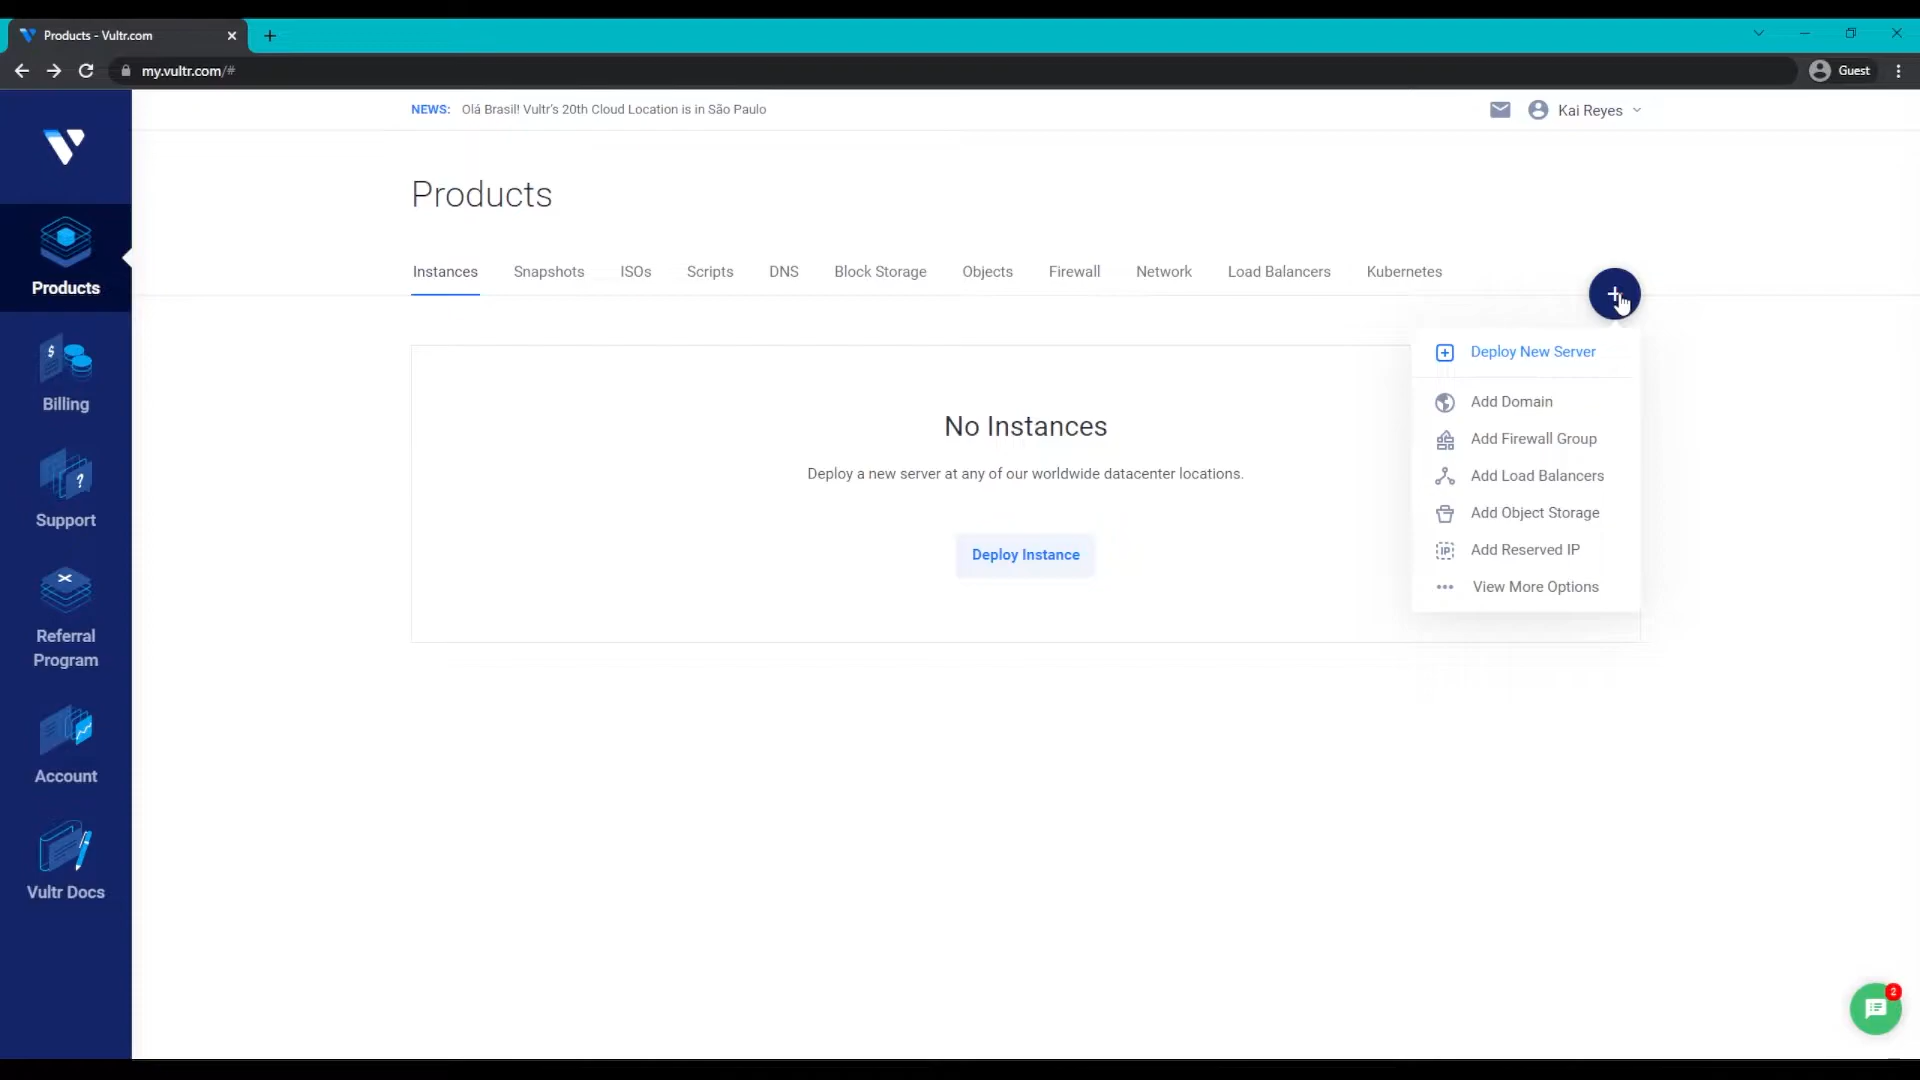 Products - Vultr.com
my.vultr.com/#
Guest
NEWS: Olá Brasil! Vultr's 20th Cloud Location is in São Paulo
Kai Reyes
Products
Instances Snapshots ISOs Scripts DNS Block Storage Objects Firewall Network Load Balancers Kubernetes
Products
Billing
Support
Referral
Program
Account
Vultr Docs
No Instances
Deploy a new server at any of our worldwide datacenter locations.
Deploy Instance
Deploy New Server
Add Domain
Add Firewall Group
Add Load Balancers
Add Object Storage
IP Add Reserved IP
View More Options
2